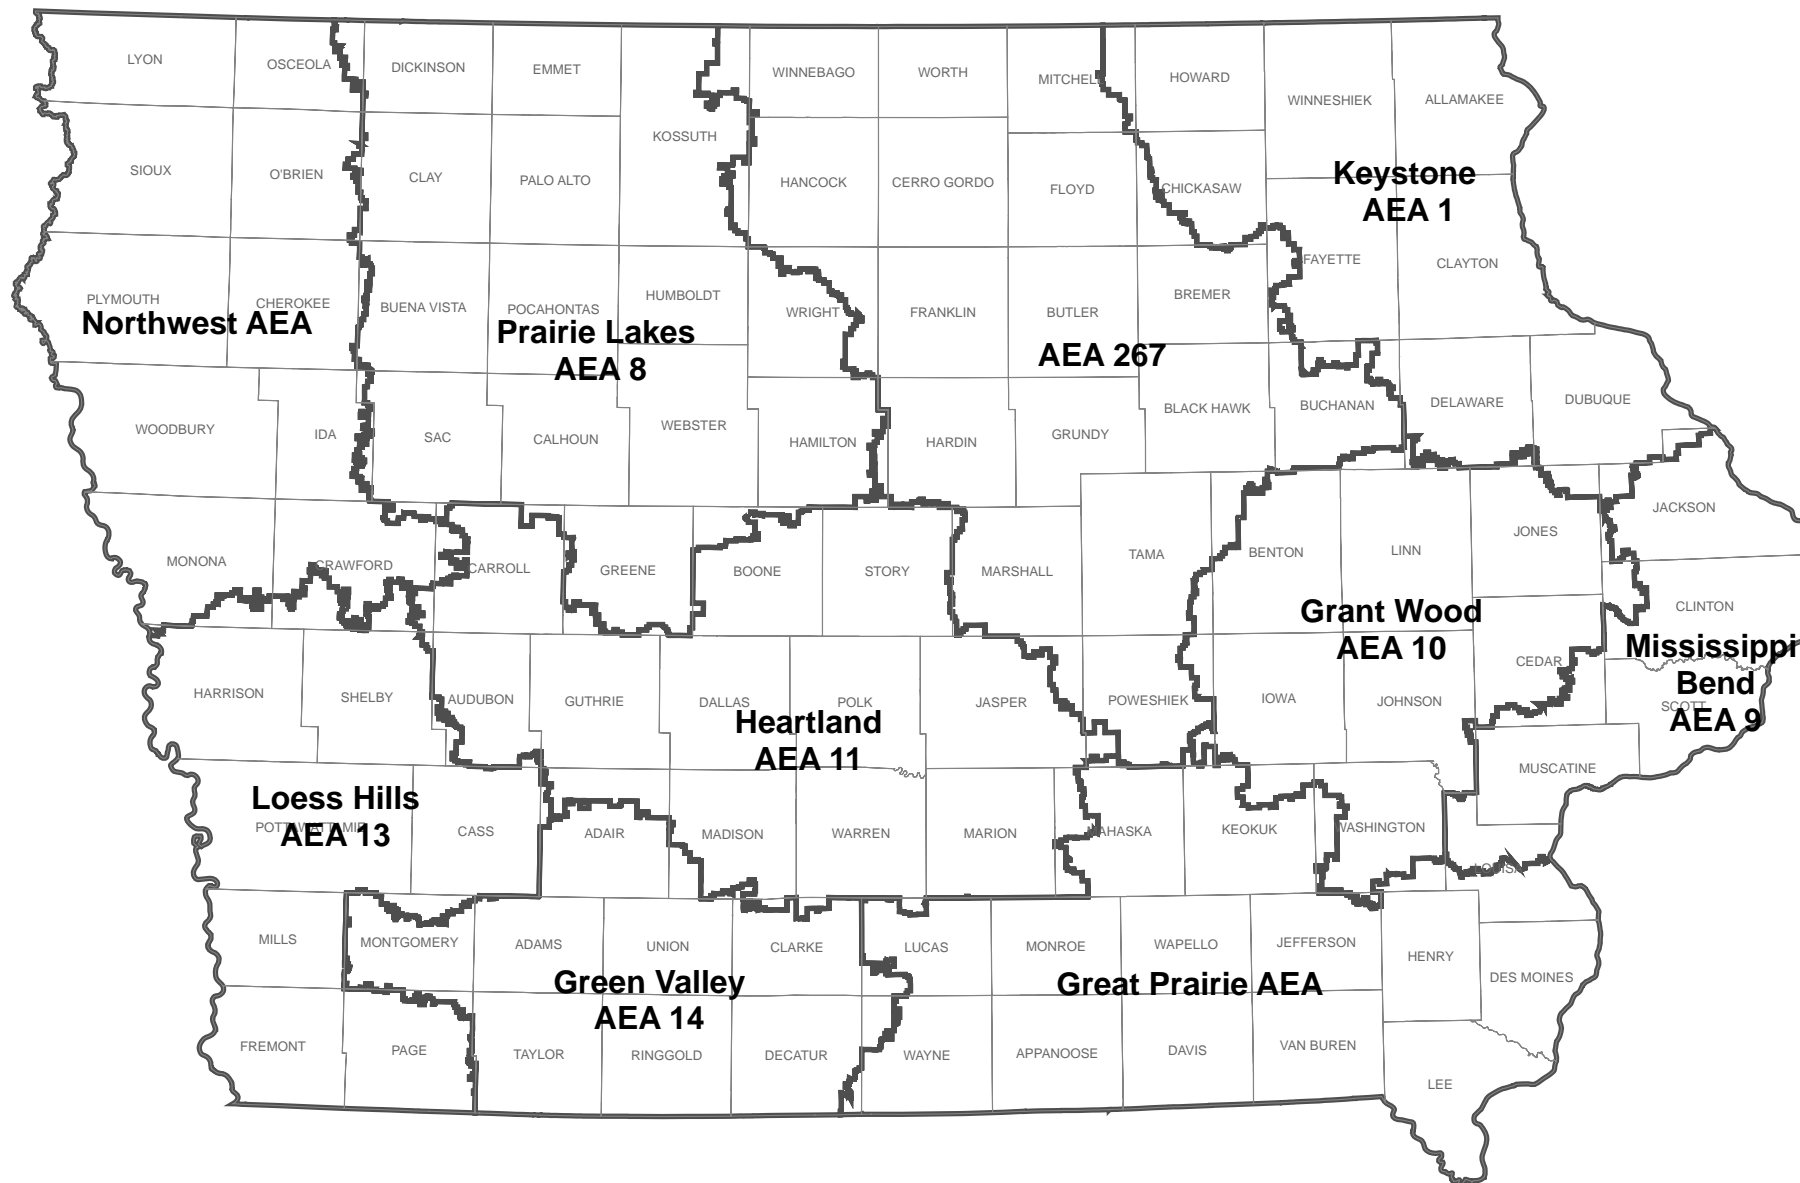 LYON
OSCEOLA
DICKINSON
EMMET
WINNEBAGO
WORTH
MITCHELL
HOWARD
WINNESHIEK
ALLAMAKEE
KOSSUTH
SIOUX
O'BRIEN
CLAY
PALO ALTO
HANCOCK
CERRO GORDO
FLOYD
CHICKASAW
Keystone
AEA 1
FAYETTE
CLAYTON
PLYMOUTH
CHEROKEE
BUENA VISTA
POCAHONTAS
HUMBOLDT
WRIGHT
FRANKLIN
BUTLER
BREMER
Northwest AEA
Prairie Lakes
AEA 8
AEA 267
WOODBURY
IDA
SAC
CALHOUN
WEBSTER
HAMILTON
HARDIN
GRUNDY
BLACK HAWK
BUCHANAN
DELAWARE
DUBUQUE
MONONA
CRAWFORD
CARROLL
GREENE
BOONE
STORY
MARSHALL
TAMA
BENTON
LINN
JONES
JACKSON
CLINTON
Grant Wood
AEA 10
CEDAR
Mississippi
Bend
AEA 9
SCOTT
HARRISON
SHELBY
AUDUBON
GUTHRIE
DALLAS
POLK
JASPER
POWESHIEK
IOWA
JOHNSON
Heartland
AEA 11
MUSCATINE
Loess Hills
AEA 13
POTTAWATTAMIE
CASS
ADAIR
MADISON
WARREN
MARION
MAHASKA
KEOKUK
WASHINGTON
LOUISA
MILLS
MONTGOMERY
ADAMS
UNION
CLARKE
LUCAS
MONROE
WAPELLO
JEFFERSON
HENRY
DES MOINES
Green Valley
AEA 14
Great Prairie AEA
FREMONT
PAGE
TAYLOR
RINGGOLD
DECATUR
WAYNE
APPANOOSE
DAVIS
VAN BUREN
LEE